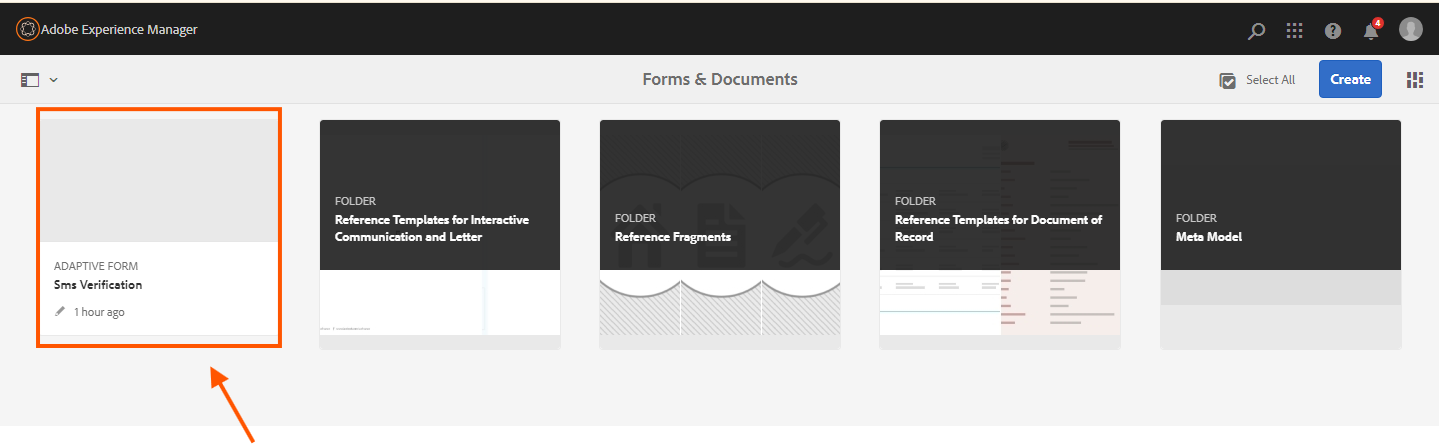 Adobe Experience Manager
4
Forms & Documents
Select All
Create
ADAPTIVE FORM
Sms Verification
1 hour ago
FOLDER
Reference Templates for Interactive
Communication and Letter
FOLDER
Reference Fragments
FOLDER
Reference Templates for Document of
Record
FOLDER
Meta Model